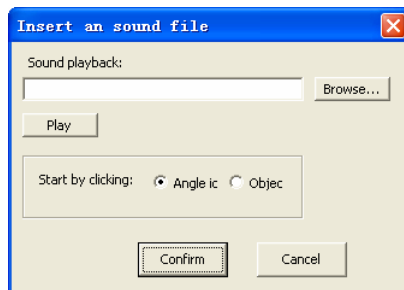 Insert an sound file
Sound playback:
Browse...
Play
Start by clicking: Angle ic Objec
Confirm Cancel